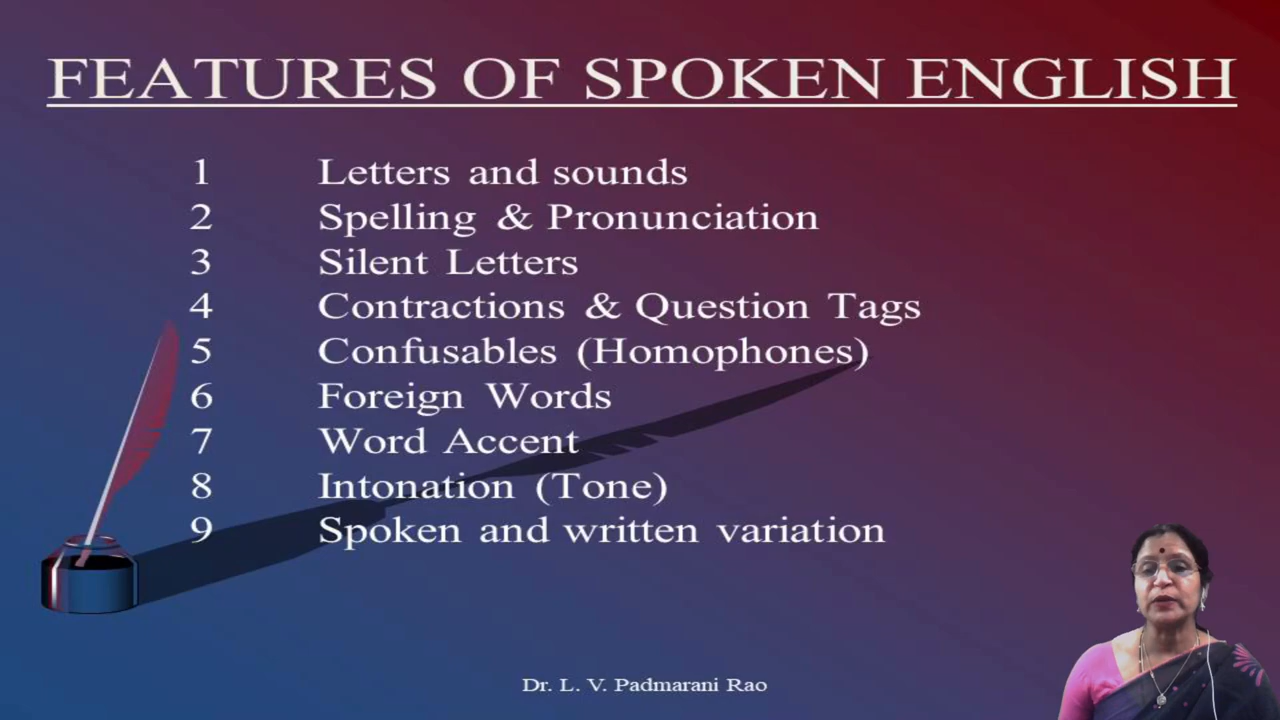 FEATURES OF SPOKEN ENGLISH
1 Letters and sounds
2 Spelling & Pronunciation
3 Silent Letters
4 Contractions & Question Tags
5 Confusables (Homophones)
6 Foreign Words
7 Word Accent
8 Intonation (Tone)
9 Spoken and written variation
Dr. L. V. Padmarani Rao